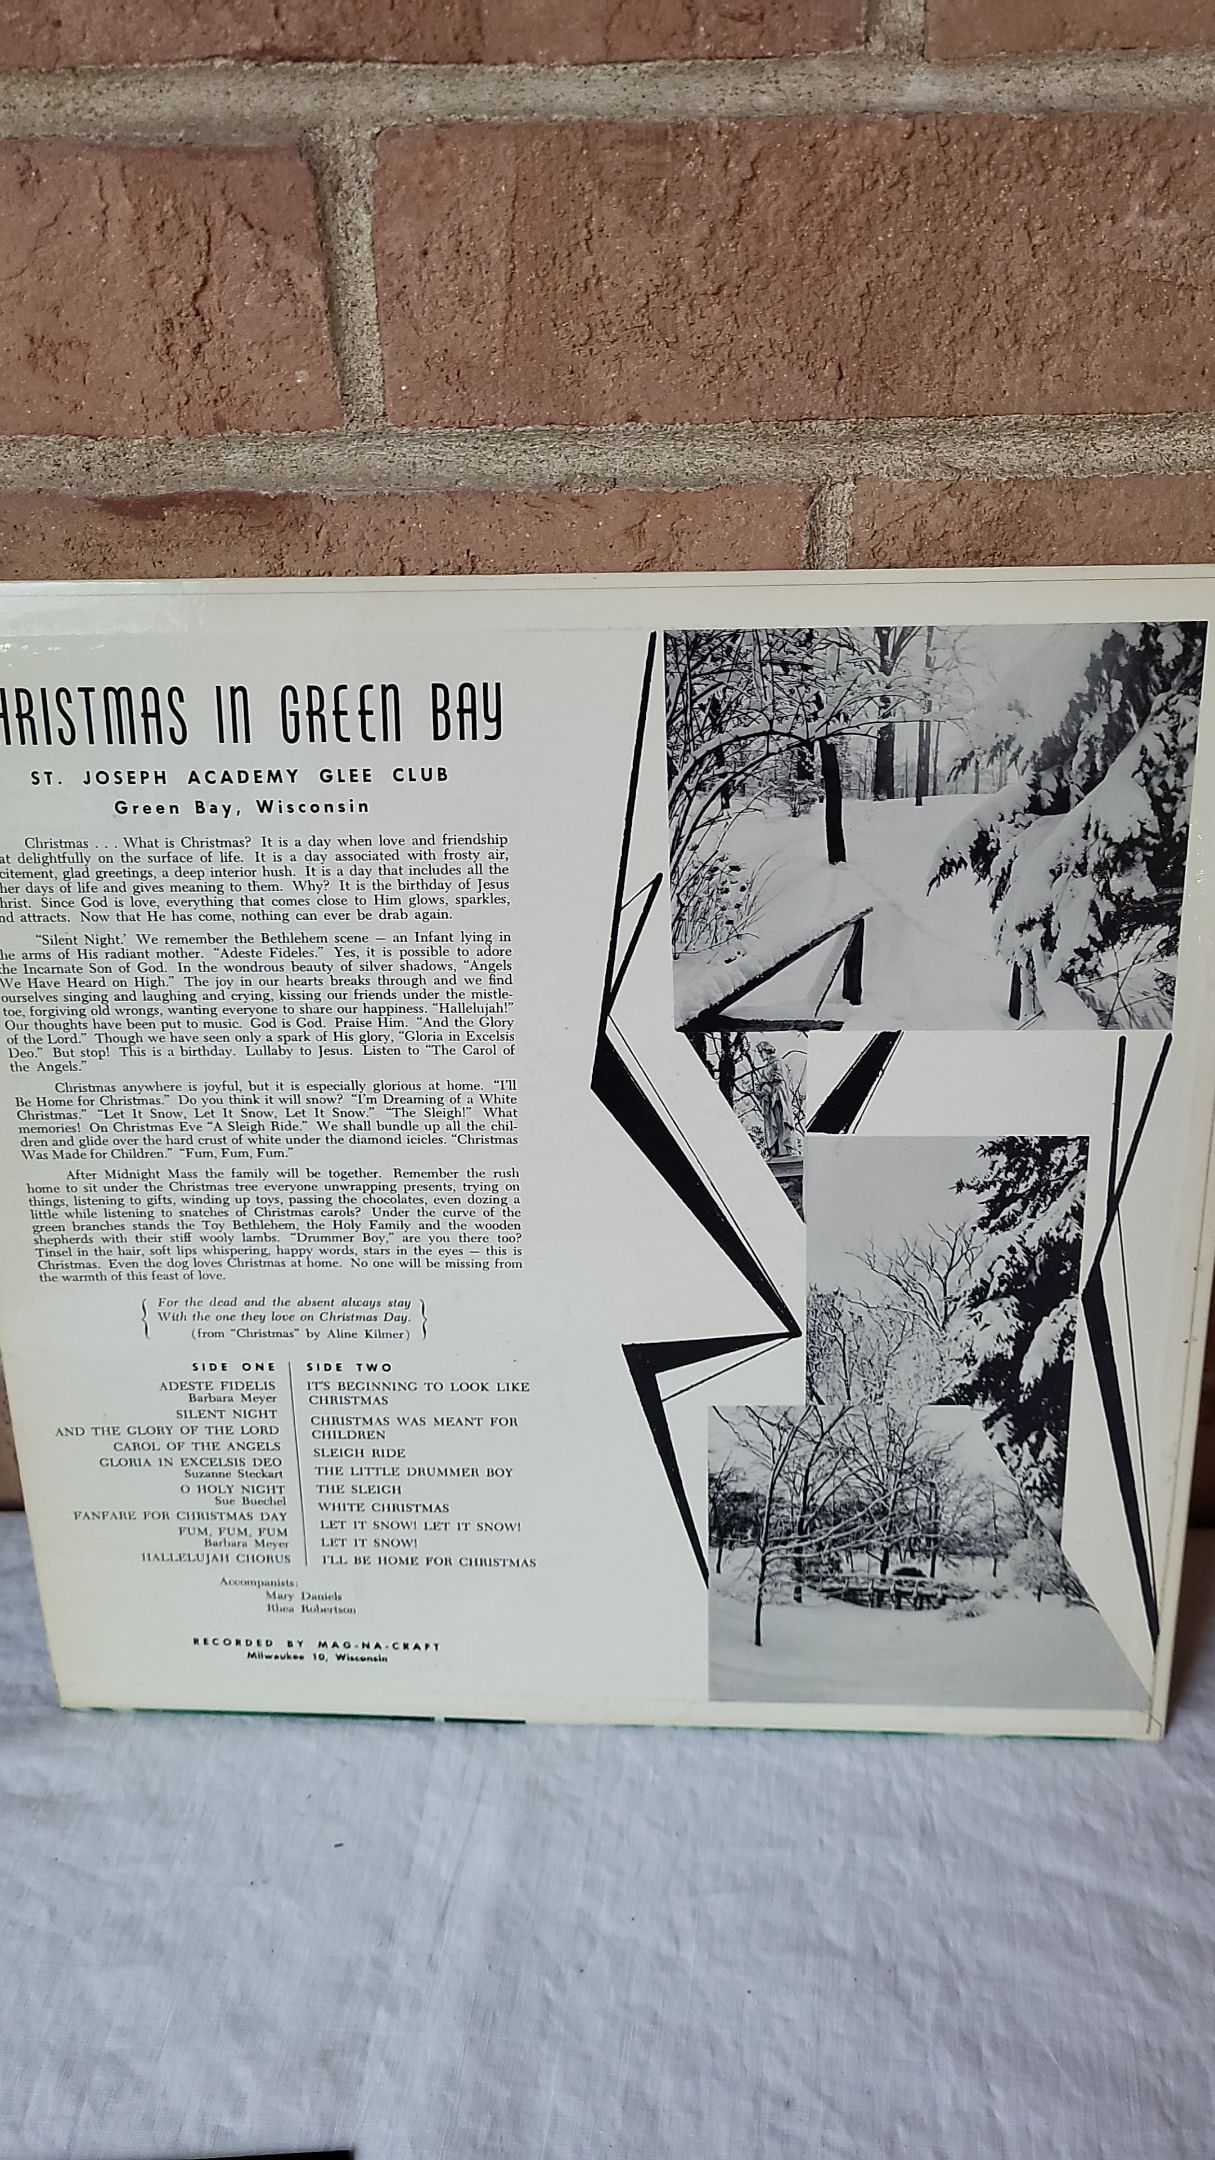 HRISTMAS IN GREEN BAY
ST. JOSEPH ACADEMY GLEE CLUB
Green Bay, Wisconsin
Christmas . . . What is Christmas? It is a day when love and friendship
at delightfully on the surface of life. It is a day associated with frosty air,
citement, glad greetings, a deep interior hush. It is a day that includes all the
her days of life and gives meaning to them. Why? It is the birthday of Jesus
hrist. Since God is love, everything that comes close to Him glows, sparkles,
nd attracts. Now that He has come, nothing can ever be drab again.
“Silent Night.’ We remember the Bethlehem scene — an Infant lying in
he arms of His radiant mother. “Adeste Fideles.” Yes, it is possible to adore
the Incarnate Son of God. In the wondrous beauty of silver shadows, “Angels
We Have Heard on High.” The joy in our hearts breaks through and we find
ourselves singing and laughing and crying, kissing our friends under the mistle-
toe, forgiving old wrongs, wanting everyone to share our happiness. “Hallelujah!”
Our thoughts have been put to music. God is God. Praise Him. “And the Glory
of the Lord.” Though we have seen only a spark of His glory, “Gloria in Excelsis
Deo.” But stop! This is a birthday. Lullaby to Jesus. Listen to “The Carol of
the Angels.”
Christmas anywhere is joyful, but it is especially glorious at home. “I’ll
Be Home for Christmas.” Do you think it will snow? “I’m Dreaming of a White
Christmas.” “Let It Snow, Let It Snow, Let It Snow.” “The Sleigh!” What
memories! On Christmas Eve “A Sleigh Ride.” We shall bundle up all the chil-
dren and glide over the hard crust of white under the diamond icicles. “Christmas
Was Made for Children.” “Fum, Fum, Fum.”
After Midnight Mass the family will be together. Remember the rush
home to sit under the Christmas tree everyone unwrapping presents, trying on
things, listening to gifts, winding up toys, passing the chocolates, even dozing a
little while listening to snatches of Christmas carols? Under the curve of the
green branches stands the Toy Bethlehem, the Holy Family and the wooden
shepherds with their stiff wooly lambs. “Drummer Boy,” are you there too?
Tinsel in the hair, soft lips whispering, happy words, stars in the eyes — this is
Christmas. Even the dog loves Christmas at home. No one will be missing from
the warmth of this feast of love.
For the dead and the absent always stay
With the one they love on Christmas Day.
(from “Christmas” by Aline Kilmer)
SIDE ONE
ADESTE FIDELIS
Barbara Meyer
SILENT NIGHT
AND THE GLORY OF THE LORD
CAROL OF THE ANGELS
GLORIA IN EXCELSIS DEO
Suzanne Steckart
O HOLY NIGHT
Sue Buechel
FANFARE FOR CHRISTMAS DAY
FUM, FUM, FUM
Barbara Meyer
HALLELUJAH CHORUS
SIDE TWO
IT'S BEGINNING TO LOOK LIKE
CHRISTMAS
CHRISTMAS WAS MEANT FOR
CHILDREN
SLEIGH RIDE
THE LITTLE DRUMMER BOY
THE SLEIGH
WHITE CHRISTMAS
LET IT SNOW! LET IT SNOW!
LET IT SNOW!
I'LL BE HOME FOR CHRISTMAS
Accompanists:
Mary Daniels
Rhea Robertson
RECORDED BY MAG-NA-CRAFT
Milwaukee 10, Wisconsin